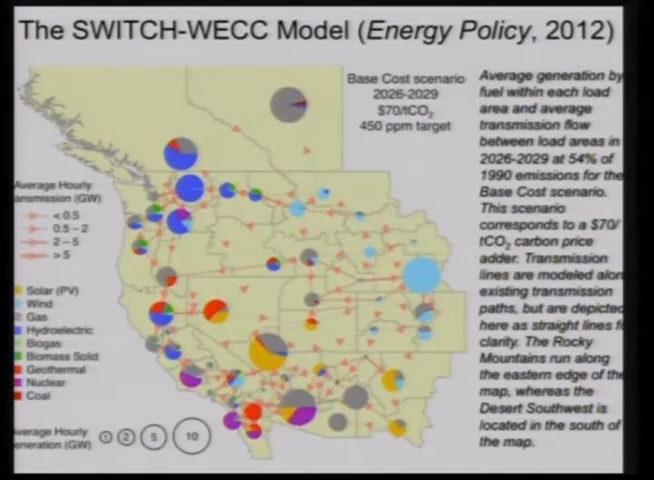 The SWITCH-WECC Model (Energy Policy, 2012)
Base Cost scenario
2026-2029
$70/tCO₂
450 ppm target
Average generation by
fuel within each load
area and average
transmission flow
between load areas in
2026-2029 at 54% of
1990 emissions for the
Base Cost scenario.
This scenario
corresponds to a $70/
tCO₂ carbon price
adder. Transmission
lines are modeled alon
existing transmission
paths, but are depicted
here as straight lines f
clarity. The Rocky
Mountains run along
the eastern edge of the
map, whereas the
Desert Southwest is
located in the south of
the map.
Average Hourly
ansmission (GW)
< 0.5
0.5 – 2
2 – 5
> 5
Solar (PV)
Wind
Gas
Hydroelectric
Biogas
Biomass Solid
Geothermal
Nuclear
Coal
verage Hourly
eneration (GW)
1 2 5 10